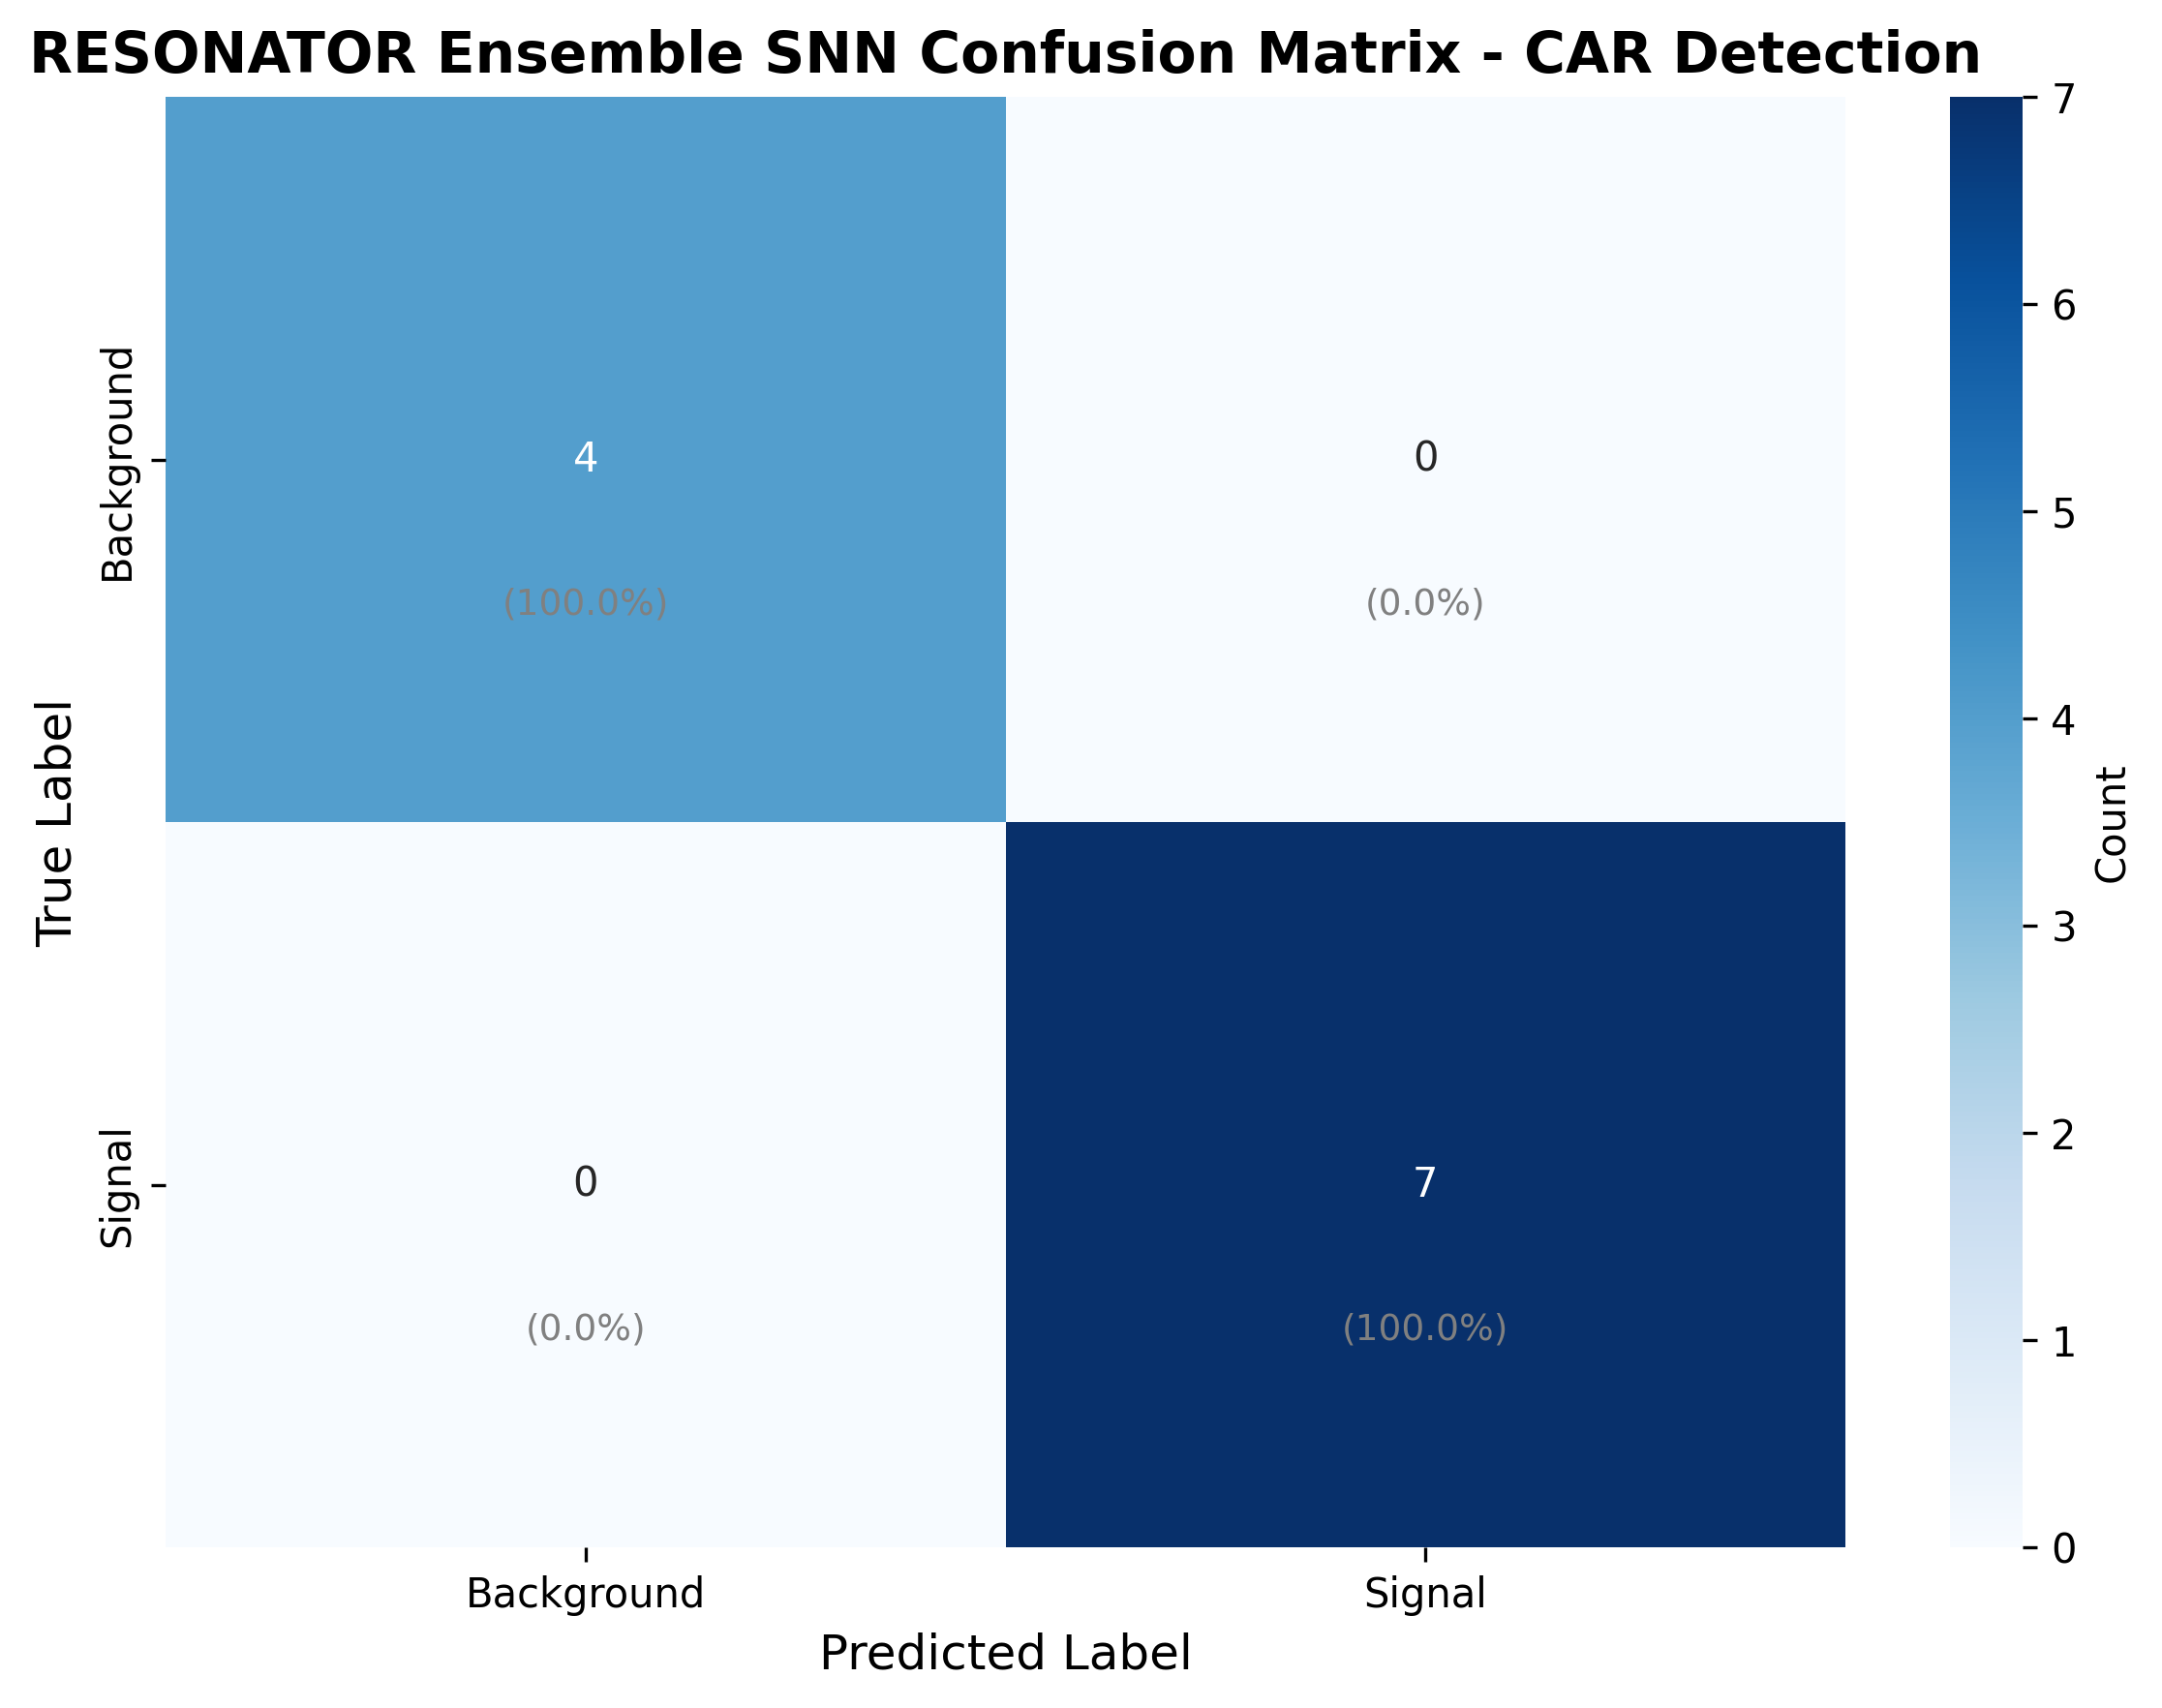 RESONATOR Ensemble SNN Confusion Matrix - CAR Detection
True Label
Background
Signal
4
(100.0%)
0
(0.0%)
0
(0.0%)
7
(100.0%)
Background
Signal
Predicted Label
7
6
5
4
3
2
1
0
Count